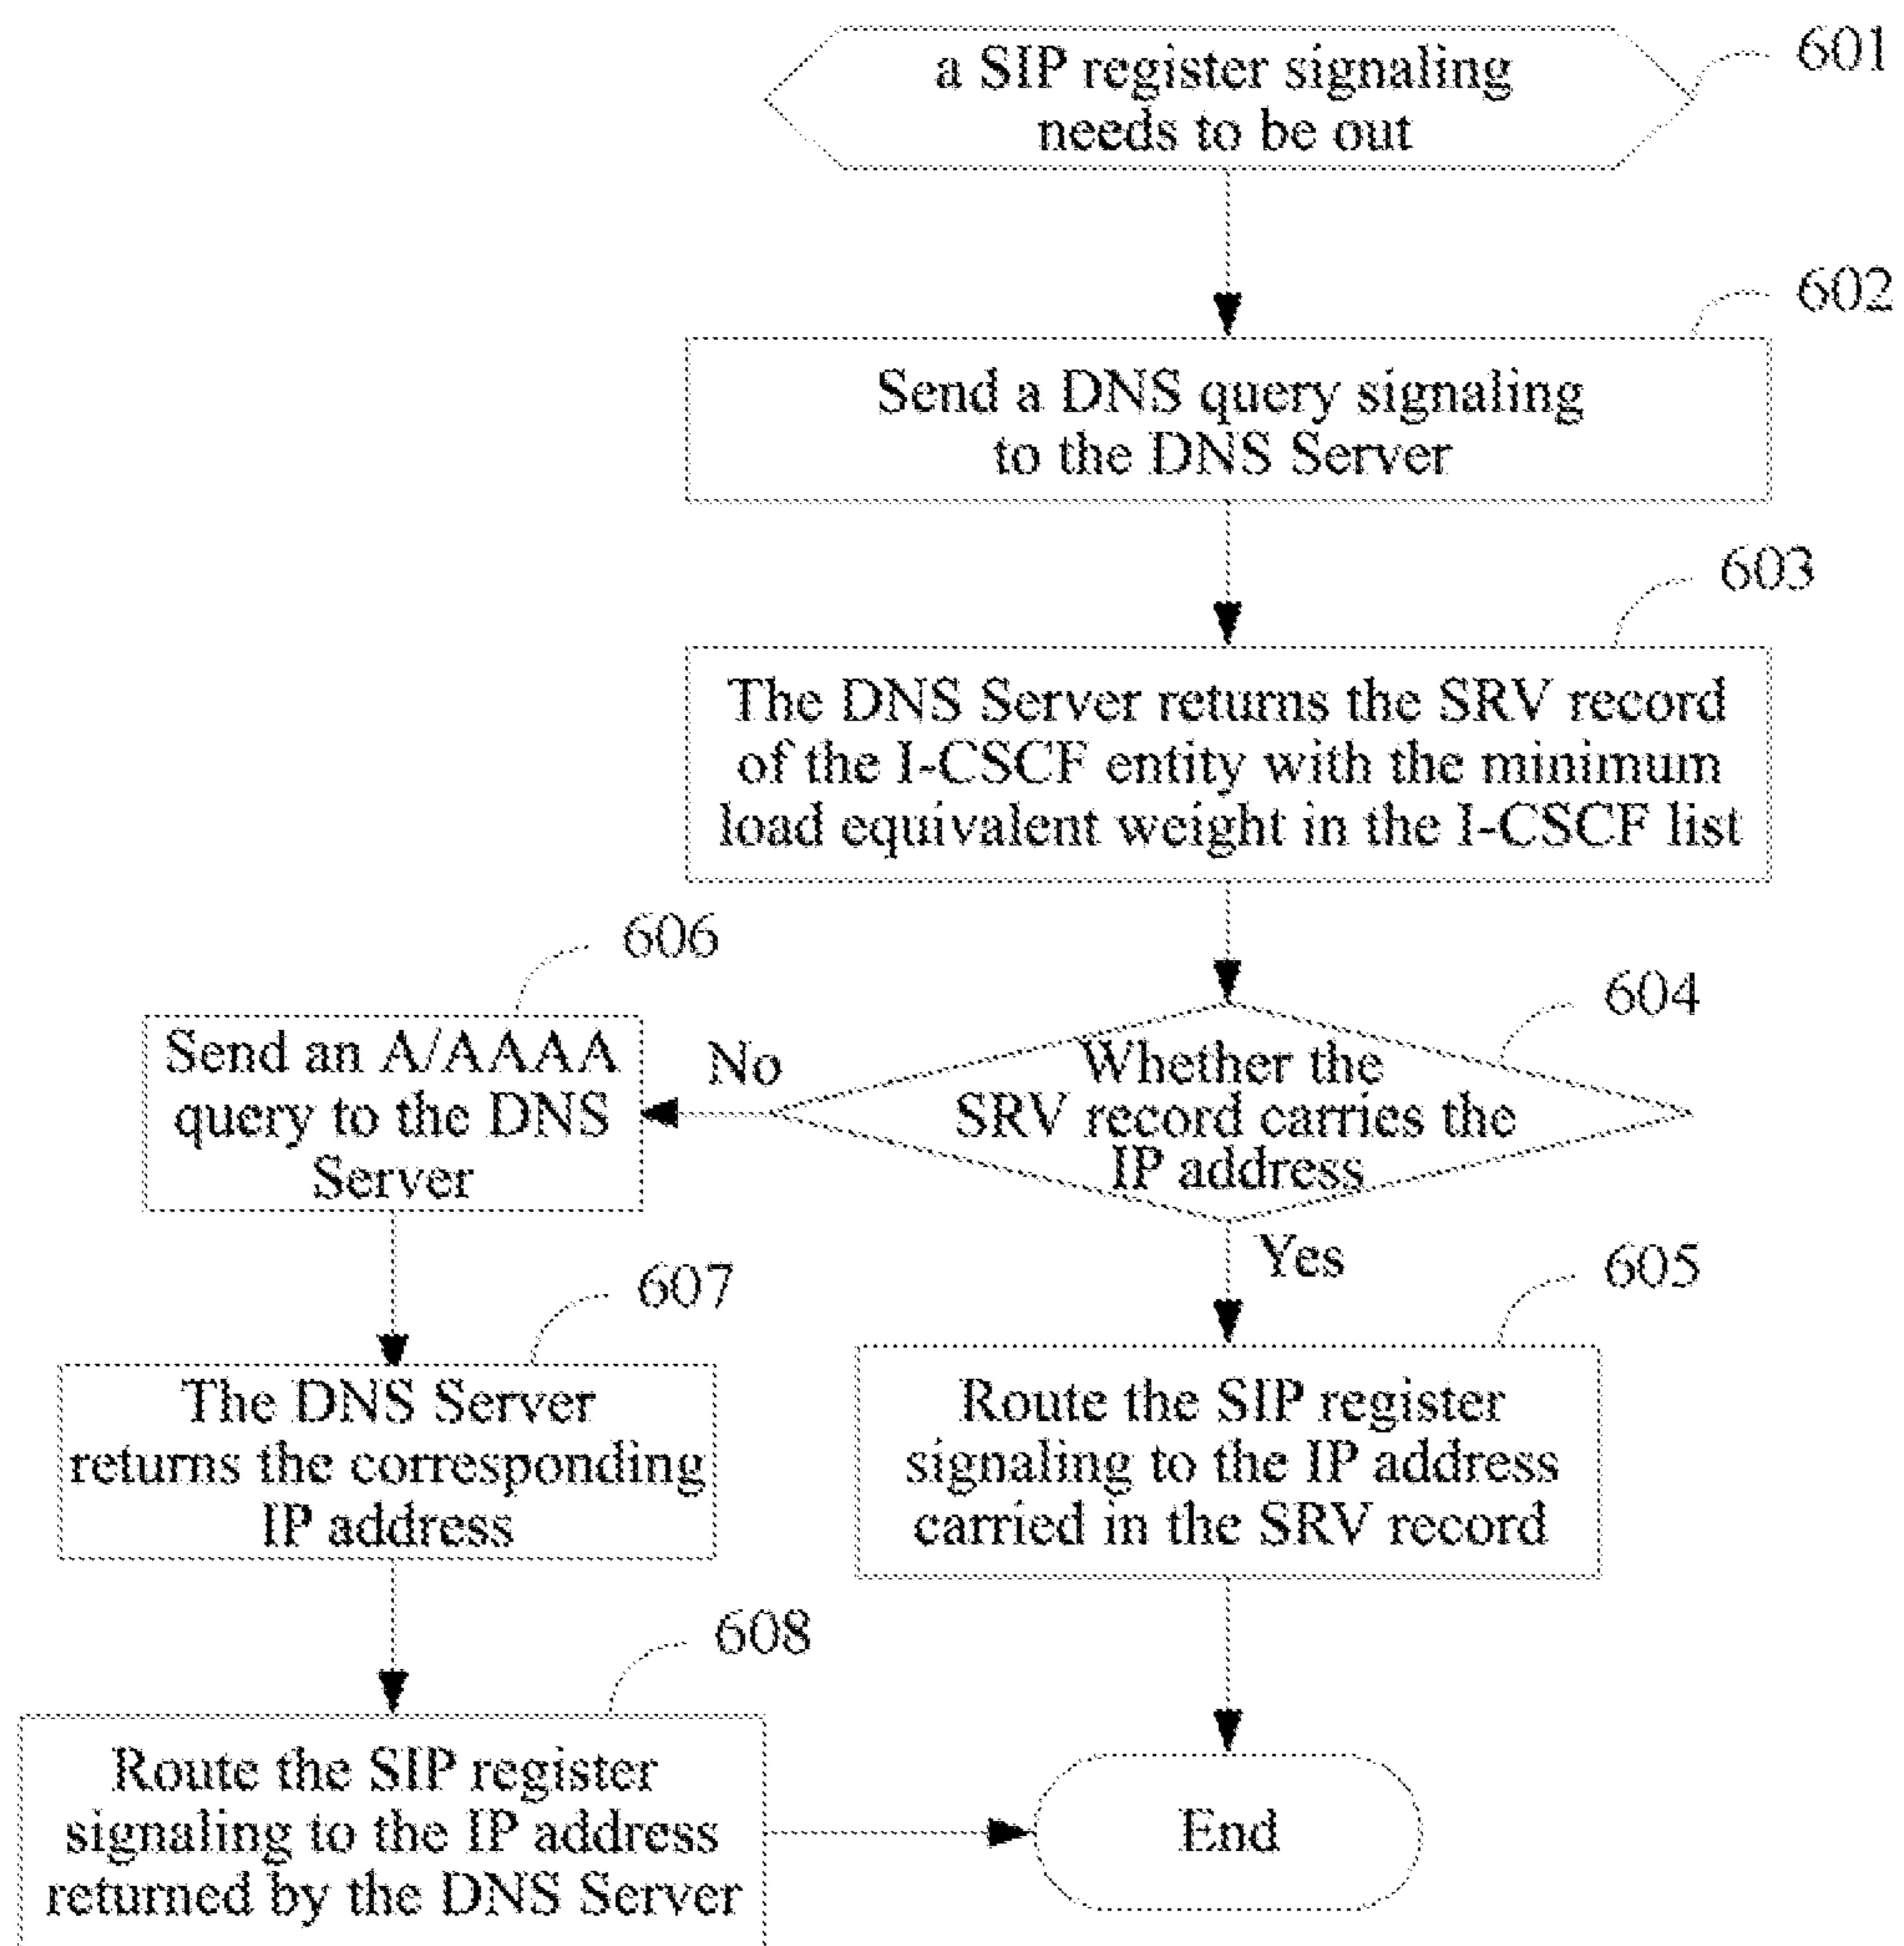 a SIP register signaling
needs to be out
601
602
Send a DNS query signaling
to the DNS Server
603
The DNS Server returns the SRV record
of the I-CSCF entity with the minimum
load equivalent weight in the I-CSCF list
606
604
Send an A/AAAA
query to the DNS
Server
No
Whether the
SRV record carries the
IP address
Yes
607
605
The DNS Server
returns the corresponding
IP address
Route the SIP register
signaling to the IP address
carried in the SRV record
608
Route the SIP register
signaling to the IP address
returned by the DNS Server
End